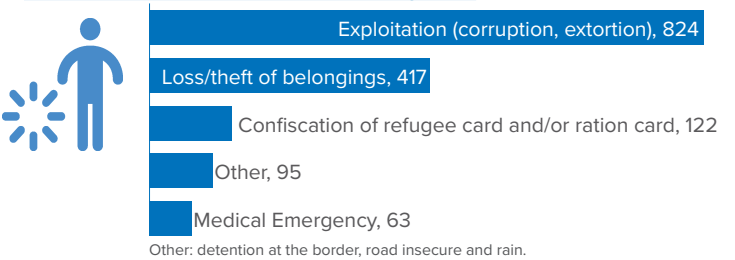 Exploitation (corruption, extortion), 824
Loss/theft of belongings, 417
Confiscation of refugee card and/or ration card, 122
Other, 95
Medical Emergency, 63
Other: detention at the border, road insecure and rain.